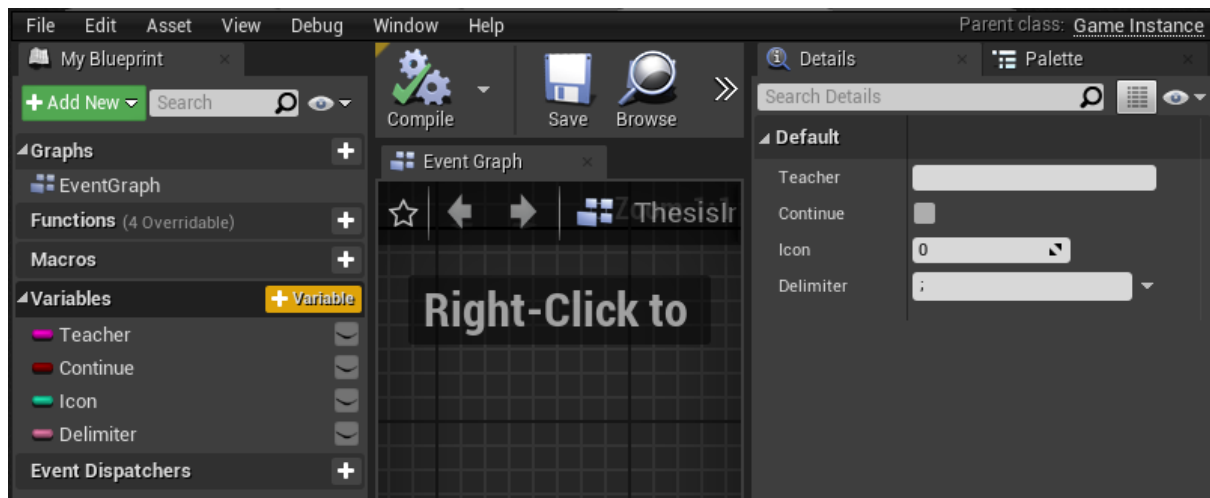 File Edit Asset View Debug Window Help
Parent class: Game Instance
My Blueprint
Add New Search
Graphs
EventGraph
Functions (4 Overridable)
Macros
Variables
Variable
Teacher
Continue
Icon
Delimiter
Event Dispatchers
Compile Save Browse
Event Graph
ThesisIr
Right-Click to
Details Palette
Search Details
Default
Teacher
Continue
Icon 0
Delimiter ;